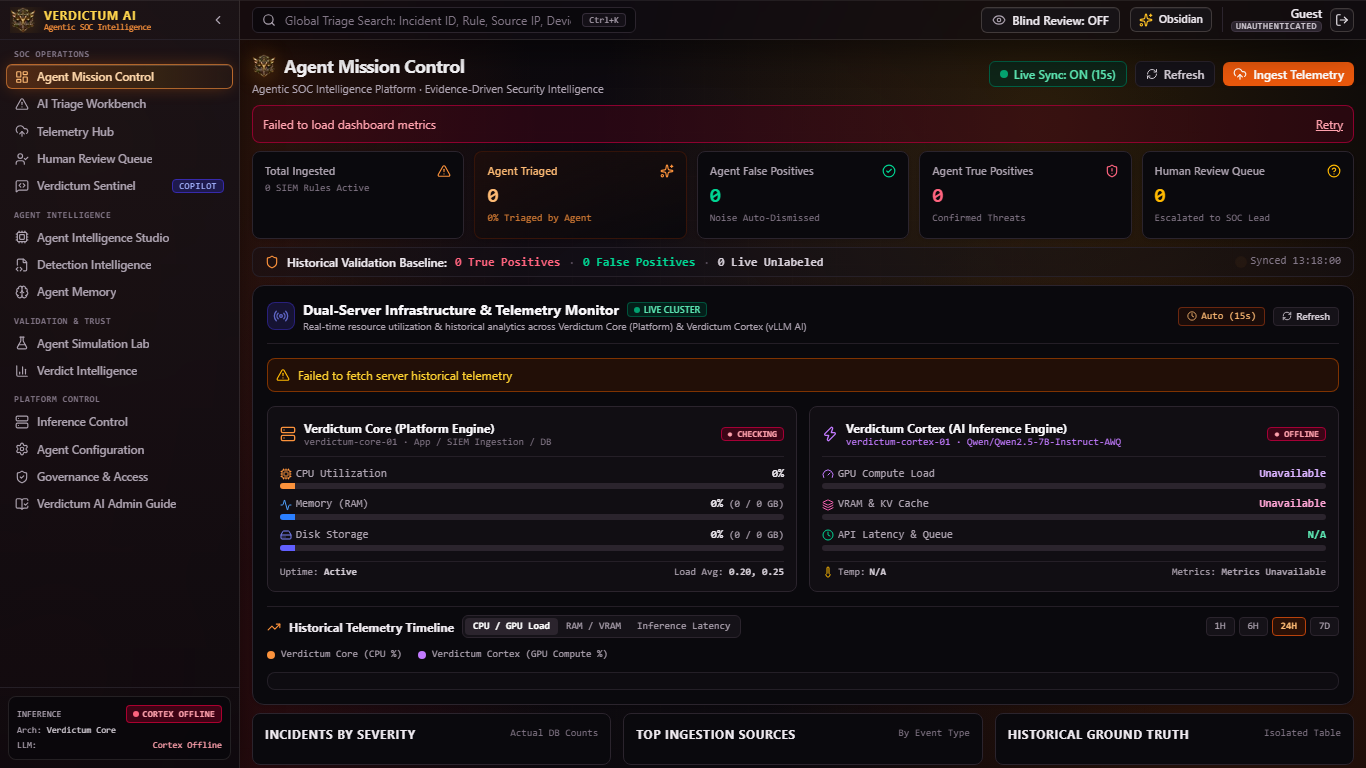 VERDICTUM AI
Agentic SOC Intelligence
SOC OPERATIONS
Agent Mission Control
AI Triage Workbench
Telemetry Hub
Human Review Queue
Verdictum Sentinel COPILOT
AGENT INTELLIGENCE
Agent Intelligence Studio
Detection Intelligence
Agent Memory
VALIDATION & TRUST
Agent Simulation Lab
Verdict Intelligence
PLATFORM CONTROL
Inference Control
Agent Configuration
Governance & Access
Verdictum AI Admin Guide
INFERENCE CORTEX OFFLINE
Arch: Verdictum Core
LLM: Cortex Offline
Global Triage Search: Incident ID, Rule, Source IP, Devi Ctrl+K
Blind Review: OFF
Obsidian
Guest
UNAUTHENTICATED
Agent Mission Control
Agentic SOC Intelligence Platform · Evidence-Driven Security Intelligence
Live Sync: ON (15s)
Refresh
Ingest Telemetry
Failed to load dashboard metrics Retry
Total Ingested
0 SIEM Rules Active
Agent Triaged
0
0% Triaged by Agent
Agent False Positives
0
Noise Auto-Dismissed
Agent True Positives
0
Confirmed Threats
Human Review Queue
0
Escalated to SOC Lead
Historical Validation Baseline: 0 True Positives · 0 False Positives · 0 Live Unlabeled Synced 13:18:00
Dual-Server Infrastructure & Telemetry Monitor LIVE CLUSTER
Real-time resource utilization & historical analytics across Verdictum Core (Platform) & Verdictum Cortex (vLLM AI)
Auto (15s) Refresh
Failed to fetch server historical telemetry
Verdictum Core (Platform Engine)
verdictum-core-01 · App / SIEM Ingestion / DB
CHECKING
CPU Utilization 0%
Memory (RAM) 0% (0 / 0 GB)
Disk Storage 0% (0 / 0 GB)
Uptime: Active Load Avg: 0.20, 0.25
Verdictum Cortex (AI Inference Engine)
verdictum-cortex-01 · Qwen/Qwen2.5-7B-Instruct-AWQ
OFFLINE
GPU Compute Load Unavailable
VRAM & KV Cache Unavailable
API Latency & Queue N/A
Temp: N/A Metrics: Metrics Unavailable
Historical Telemetry Timeline CPU / GPU Load RAM / VRAM Inference Latency 1H 6H 24H 7D
Verdictum Core (CPU %) Verdictum Cortex (GPU Compute %)
INCIDENTS BY SEVERITY Actual DB Counts
TOP INGESTION SOURCES By Event Type
HISTORICAL GROUND TRUTH Isolated Table